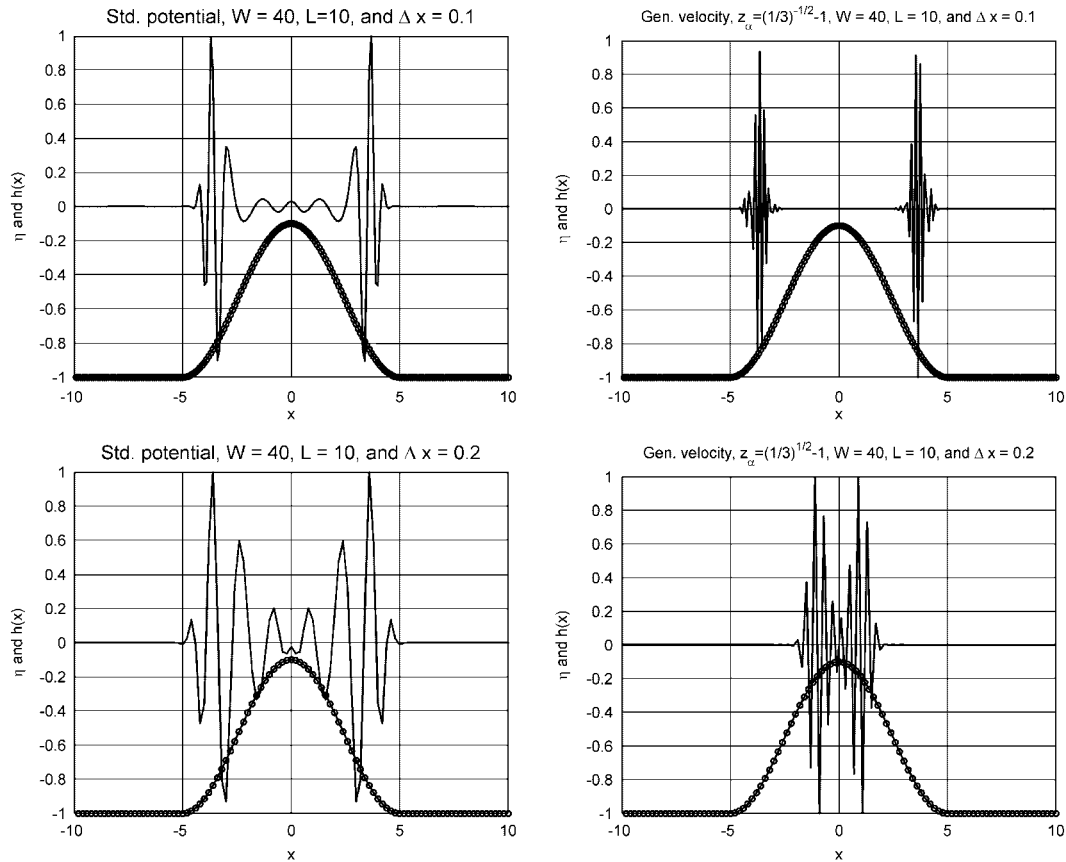 Std. potential, W = 40, L=10, and Δ x = 0.1
1
0.8
0.6
0.4
0.2
0
-0.2
-0.4
-0.6
-0.8
-1
η and h(x)
-10 -5 0 5 10
x
Gen. velocity, z_α=(1/3)^-1/2-1, W = 40, L = 10, and Δ x = 0.1
1
0.8
0.6
0.4
0.2
0
-0.2
-0.4
-0.6
-0.8
-1
η and h(x)
-10 -5 0 5 10
x
Std. potential, W = 40, L = 10, and Δ x = 0.2
1
0.8
0.6
0.4
0.2
0
-0.2
-0.4
-0.6
-0.8
-1
η and h(x)
-10 -5 0 5 10
x
Gen. velocity, z_α=(1/3)^1/2-1, W = 40, L = 10, and Δ x = 0.2
1
0.8
0.6
0.4
0.2
0
-0.2
-0.4
-0.6
-0.8
-1
η and h(x)
-10 -5 0 5 10
x